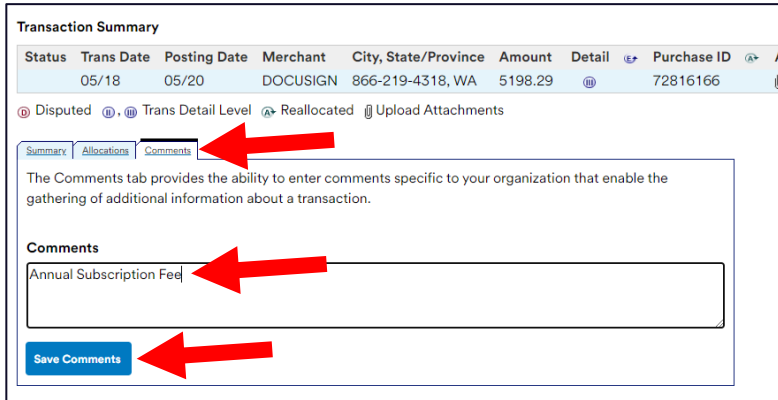 Transaction Summary
Status Trans Date Posting Date Merchant City, State/Province Amount Detail E Purchase ID A
05/18 05/20 DOCUSIGN 866-219-4318, WA 5198.29 III 72816166
D Disputed II, III Trans Detail Level A Reallocated Upload Attachments
Summary Allocations Comments
The Comments tab provides the ability to enter comments specific to your organization that enable the
gathering of additional information about a transaction.
Comments
Annual Subscription Fee
Save Comments